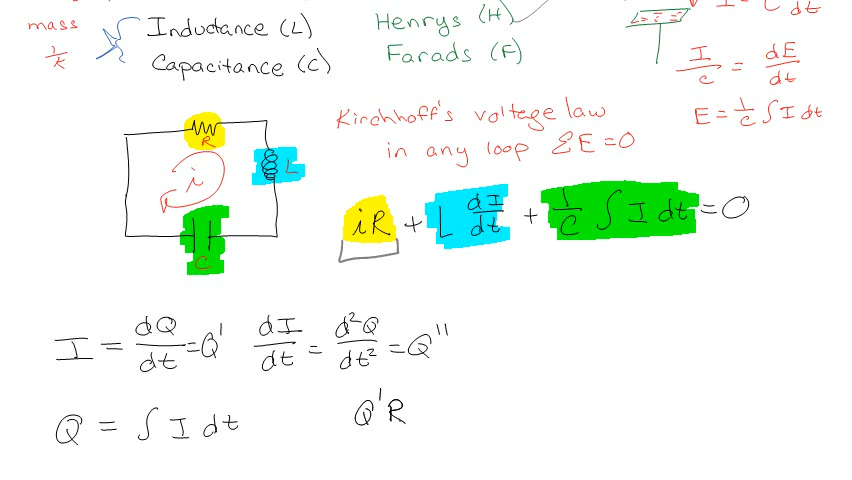 mass
1/K
Inductance (L)
Capacitance (C)
Henrys (H)
Farads (F)
dt
I/C = dE/dt
E = 1/C ∫ I dt
Kirchhoff's voltage law
in any loop ΣE = 0
R
L
i
C
iR + L dI/dt + 1/C ∫ I dt = 0
I = dQ/dt = Q' dI/dt = d²Q/dt² = Q''
Q = ∫ I dt
Q'R